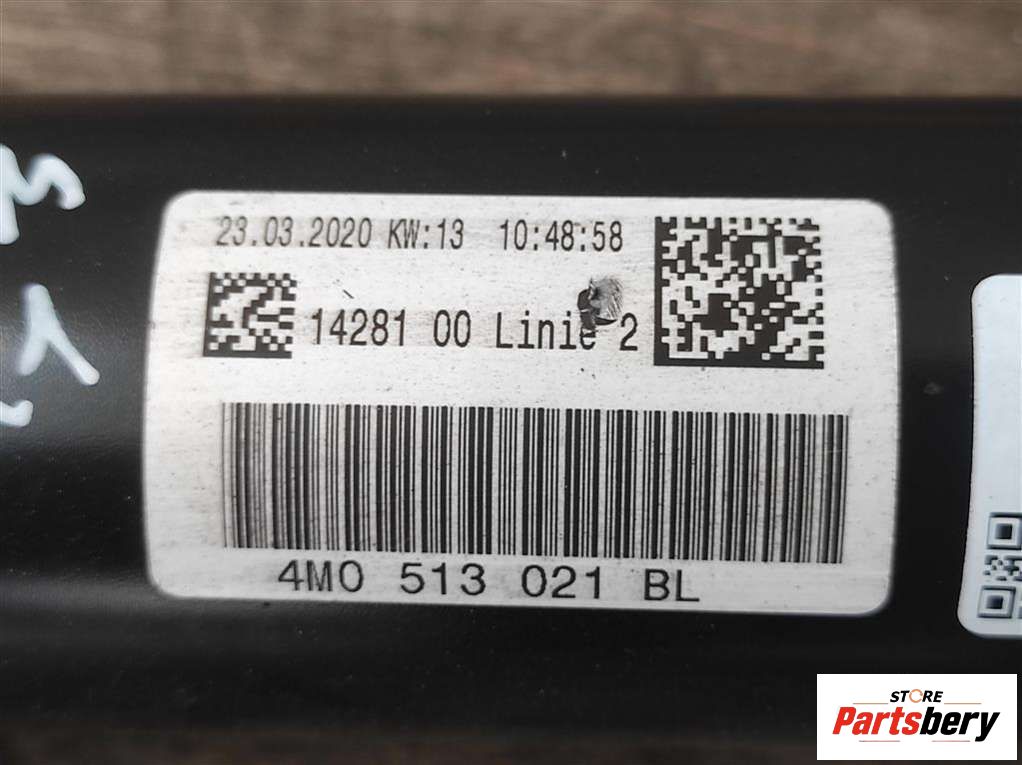 23.03.2020 KW:13 10:48:58
14281 00 Linie 2
4M0 513 021 BL
STORE
Partsbery